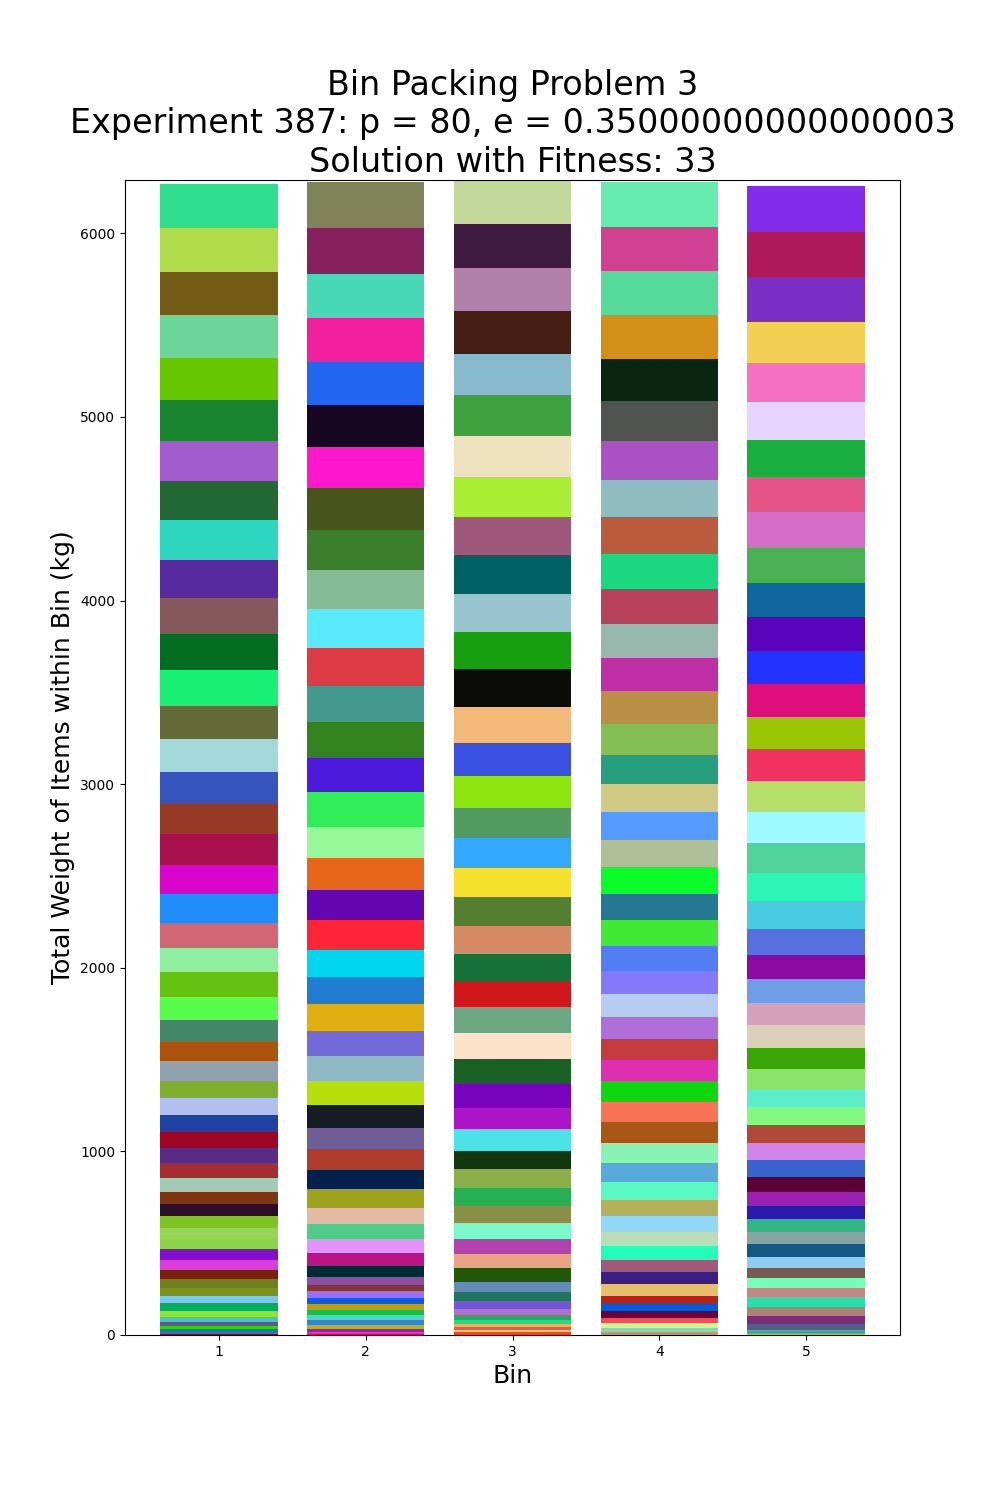 Bin Packing Problem 3
Experiment 387: p = 80, e = 0.35000000000000003
Solution with Fitness: 33
Total Weight of Items within Bin (kg)
6000
5000
4000
3000
2000
1000
0
1 2 3 4 5
Bin